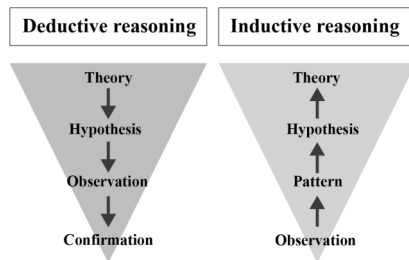 Deductive reasoning
Theory
Hypothesis
Observation
Confirmation
Inductive reasoning
Theory
Hypothesis
Pattern
Observation